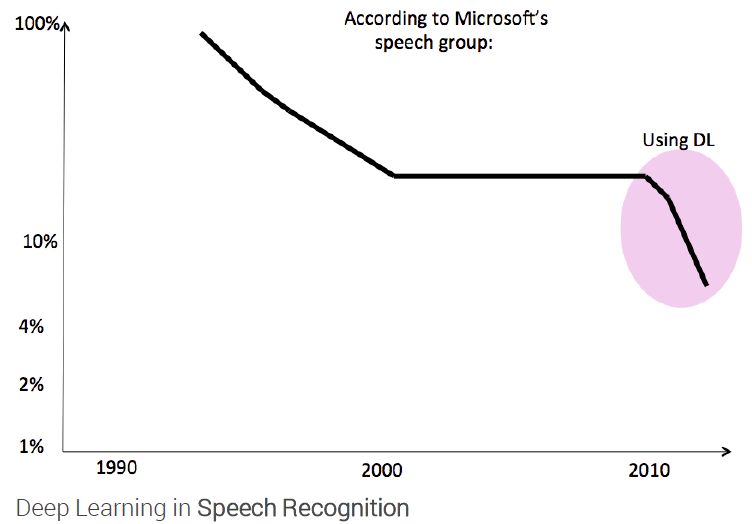 According to Microsoft's
speech group:
100%
Using DL
10%
4%
2%
1%
1990
2000
2010
Deep Learning in Speech Recognition